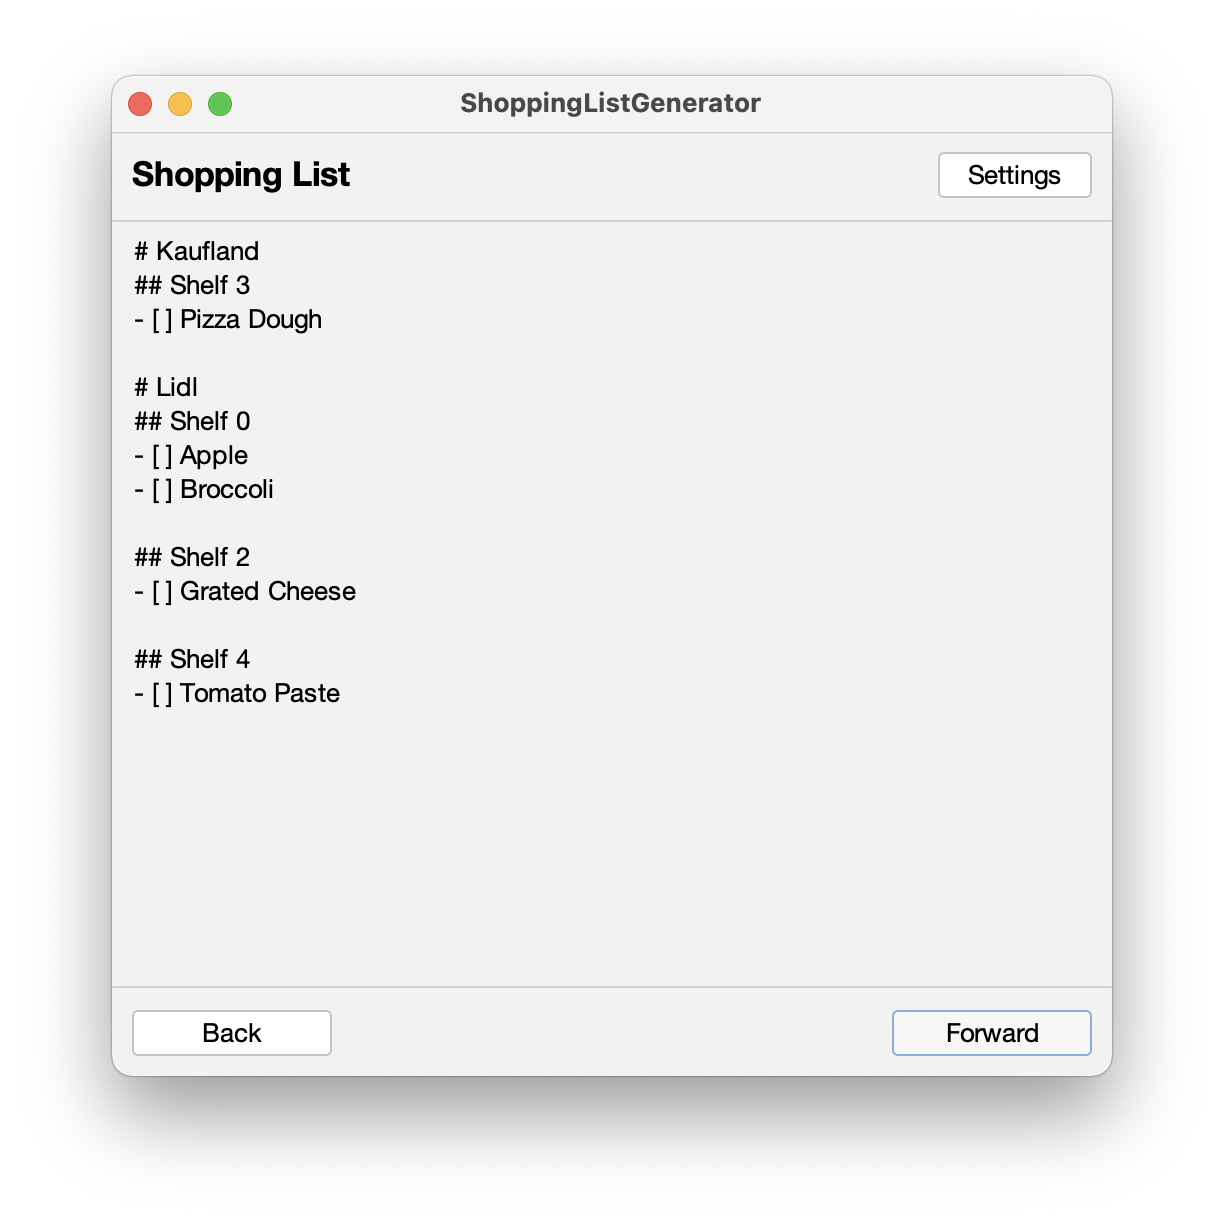 ShoppingListGenerator
Shopping List
Settings
# Kaufland
## Shelf 3
- [ ] Pizza Dough

# Lidl
## Shelf 0
- [ ] Apple
- [ ] Broccoli

## Shelf 2
- [ ] Grated Cheese

## Shelf 4
- [ ] Tomato Paste

Back
Forward